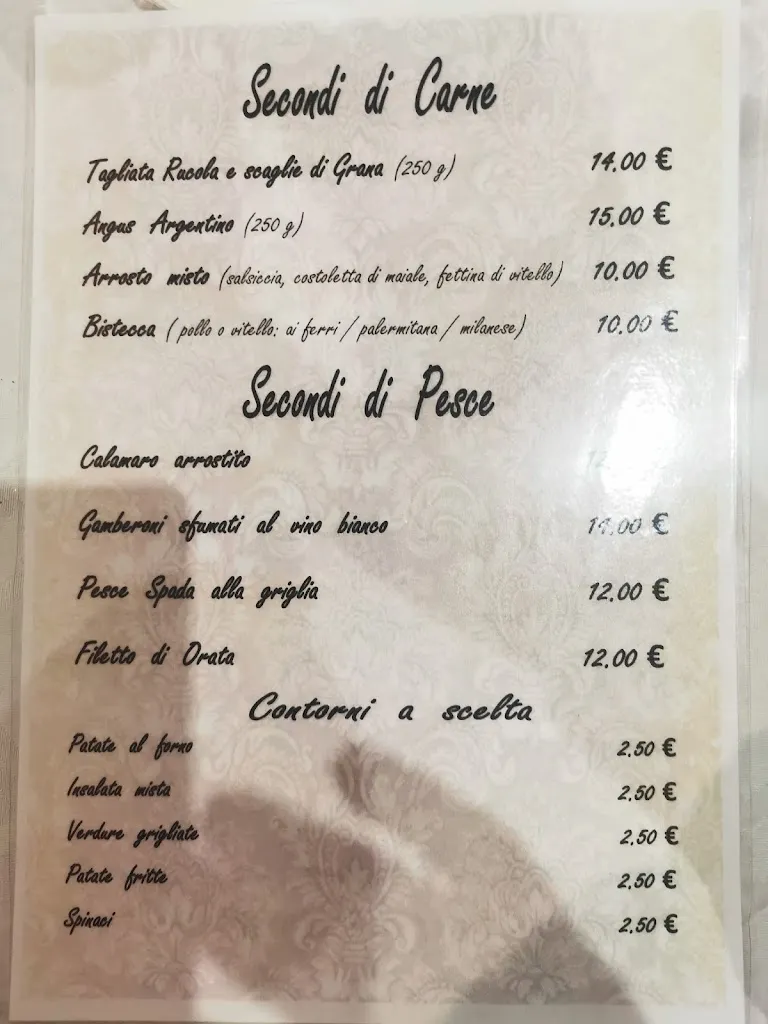 Secondi di Carne
Tagliata Rucola e scaglie di Grana (250 g) 14.00 €
Angus Argentino (250 g) 15.00 €
Arrosto misto (salsiccia, costoletta di maiale, fettina di vitello) 10.00 €
Bistecca ( pollo o vitello: ai ferri / palermitana / milanese) 10.00 €
Secondi di Pesce
Calamaro arrostito
Gamberoni sfumati al vino bianco 14.00 €
Pesce Spada alla griglia 12.00 €
Filetto di Orata 12.00 €
Contorni a scelta
Patate al forno 2.50 €
Insalata mista 2.50 €
Verdure grigliate 2.50 €
Patate fritte 2.50 €
Spinaci 2.50 €